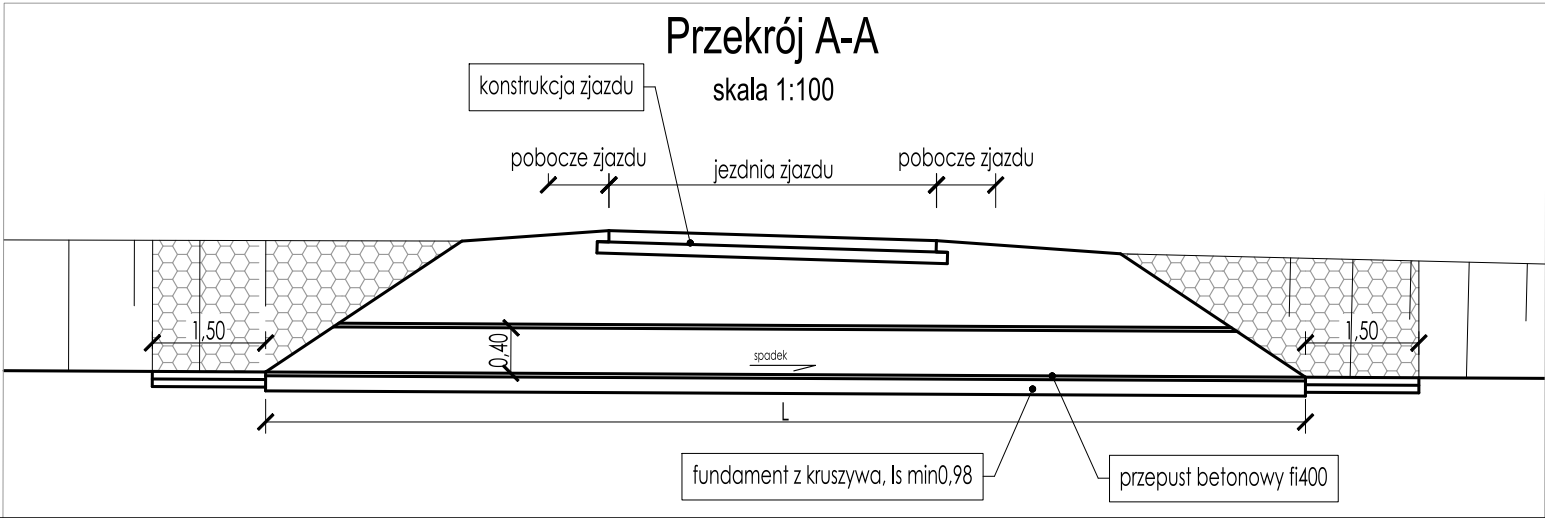 Przekrój A-A
skala 1:100
konstrukcja zjazdu
pobocze zjazdu
jezdnia zjazdu
pobocze zjazdu
1,50
0,40
spadek
1,50
L
fundament z kruszywa, Is min0,98
przepust betonowy fi400